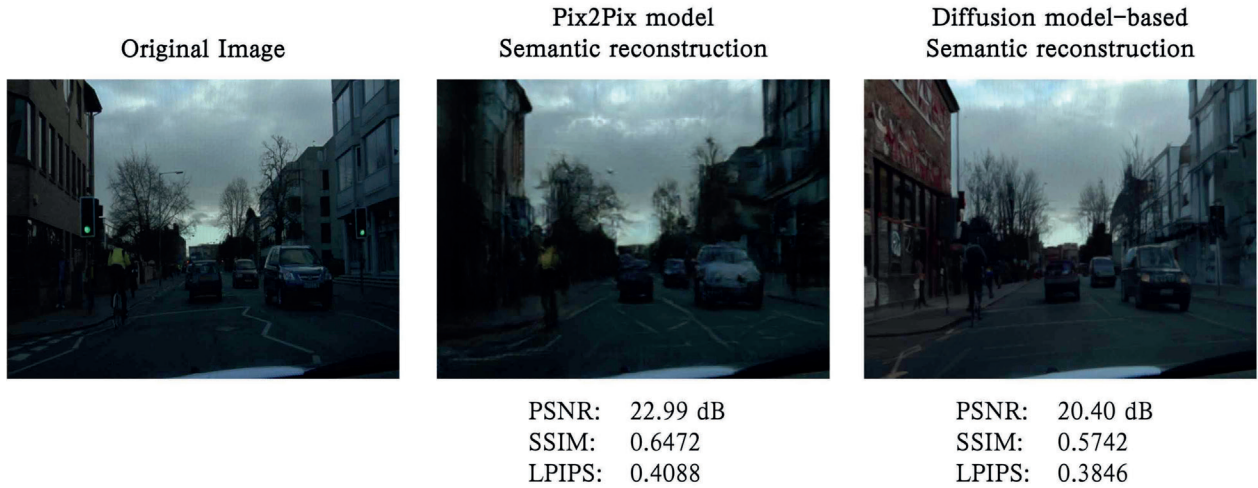 Original Image
Pix2Pix model
Semantic reconstruction
Diffusion model-based
Semantic reconstruction
PSNR: 22.99 dB
SSIM: 0.6472
LPIPS: 0.4088
PSNR: 20.40 dB
SSIM: 0.5742
LPIPS: 0.3846